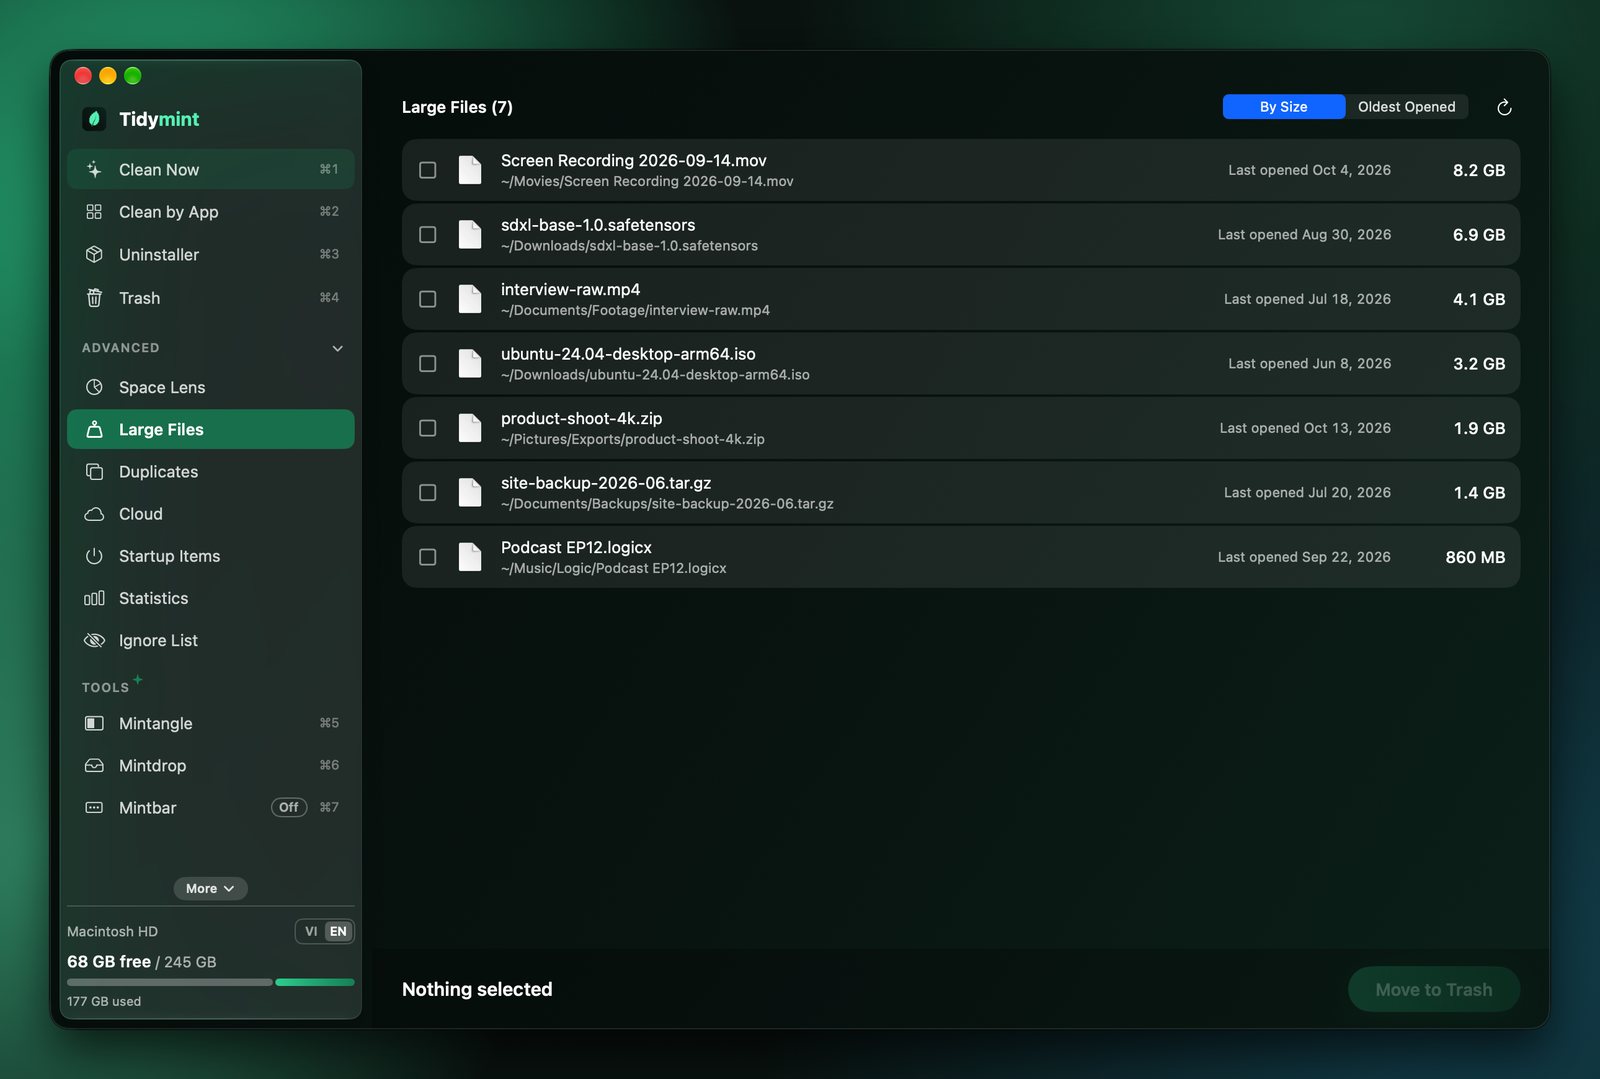 Tidymint
Clean Now ⌘1
Clean by App ⌘2
Uninstaller ⌘3
Trash ⌘4
ADVANCED
Space Lens
Large Files
Duplicates
Cloud
Startup Items
Statistics
Ignore List
TOOLS
Mintangle ⌘5
Mintdrop ⌘6
Mintbar Off ⌘7
More
Macintosh HD VI EN
68 GB free / 245 GB
177 GB used
Large Files (7) By Size Oldest Opened
Screen Recording 2026-09-14.mov
~/Movies/Screen Recording 2026-09-14.mov
Last opened Oct 4, 2026 8.2 GB
sdxl-base-1.0.safetensors
~/Downloads/sdxl-base-1.0.safetensors
Last opened Aug 30, 2026 6.9 GB
interview-raw.mp4
~/Documents/Footage/interview-raw.mp4
Last opened Jul 18, 2026 4.1 GB
ubuntu-24.04-desktop-arm64.iso
~/Downloads/ubuntu-24.04-desktop-arm64.iso
Last opened Jun 8, 2026 3.2 GB
product-shoot-4k.zip
~/Pictures/Exports/product-shoot-4k.zip
Last opened Oct 13, 2026 1.9 GB
site-backup-2026-06.tar.gz
~/Documents/Backups/site-backup-2026-06.tar.gz
Last opened Jul 20, 2026 1.4 GB
Podcast EP12.logicx
~/Music/Logic/Podcast EP12.logicx
Last opened Sep 22, 2026 860 MB
Nothing selected Move to Trash